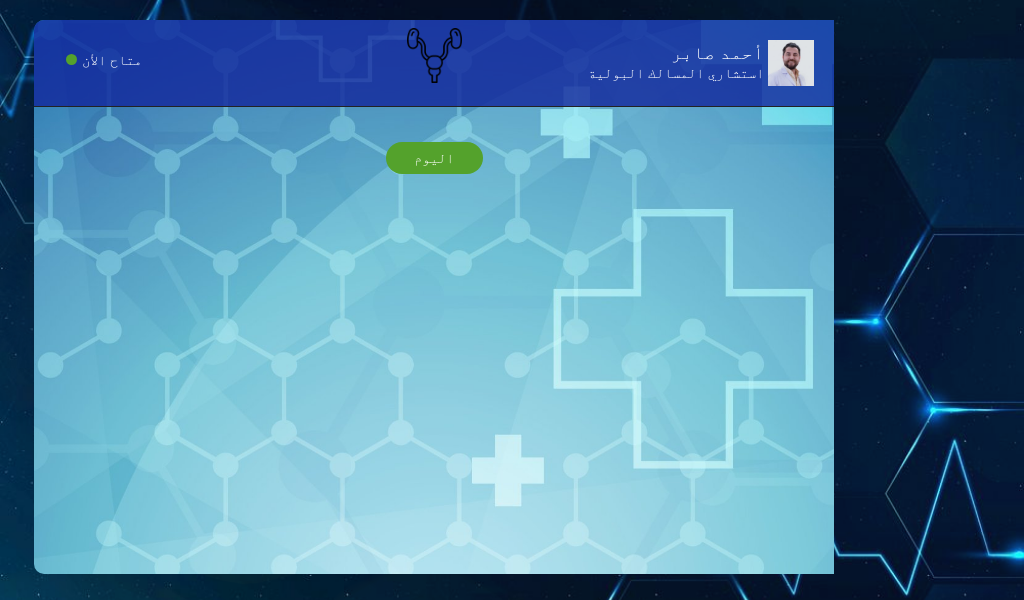 أحمد صابر
استشاري المسالك البولية
متاح الأن
اليوم